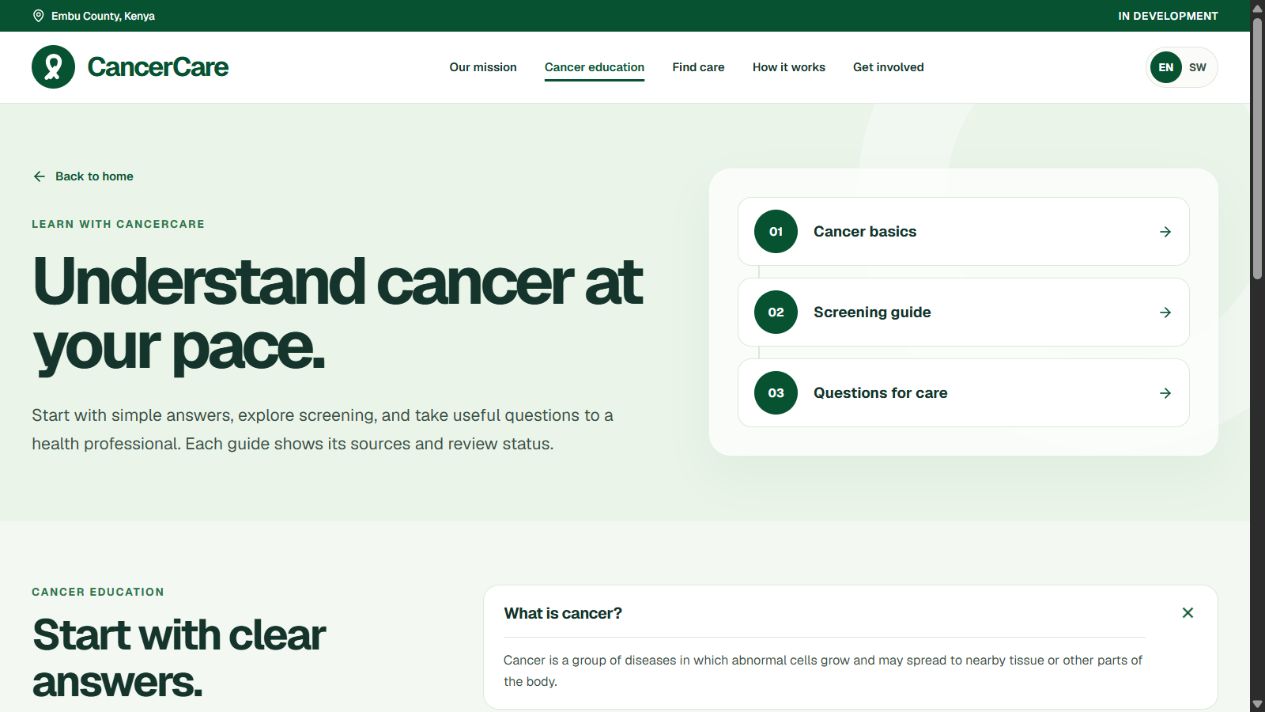 Embu County, Kenya
IN DEVELOPMENT
CancerCare
Our mission
Cancer education
Find care
How it works
Get involved
EN
SW
Back to home
LEARN WITH CANCERCARE
Understand cancer at
your pace.
Start with simple answers, explore screening, and take useful questions to a
health professional. Each guide shows its sources and review status.
01
Cancer basics
02
Screening guide
03
Questions for care
CANCER EDUCATION
Start with clear
answers.
What is cancer?
Cancer is a group of diseases in which abnormal cells grow and may spread to nearby tissue or other parts of
the body.